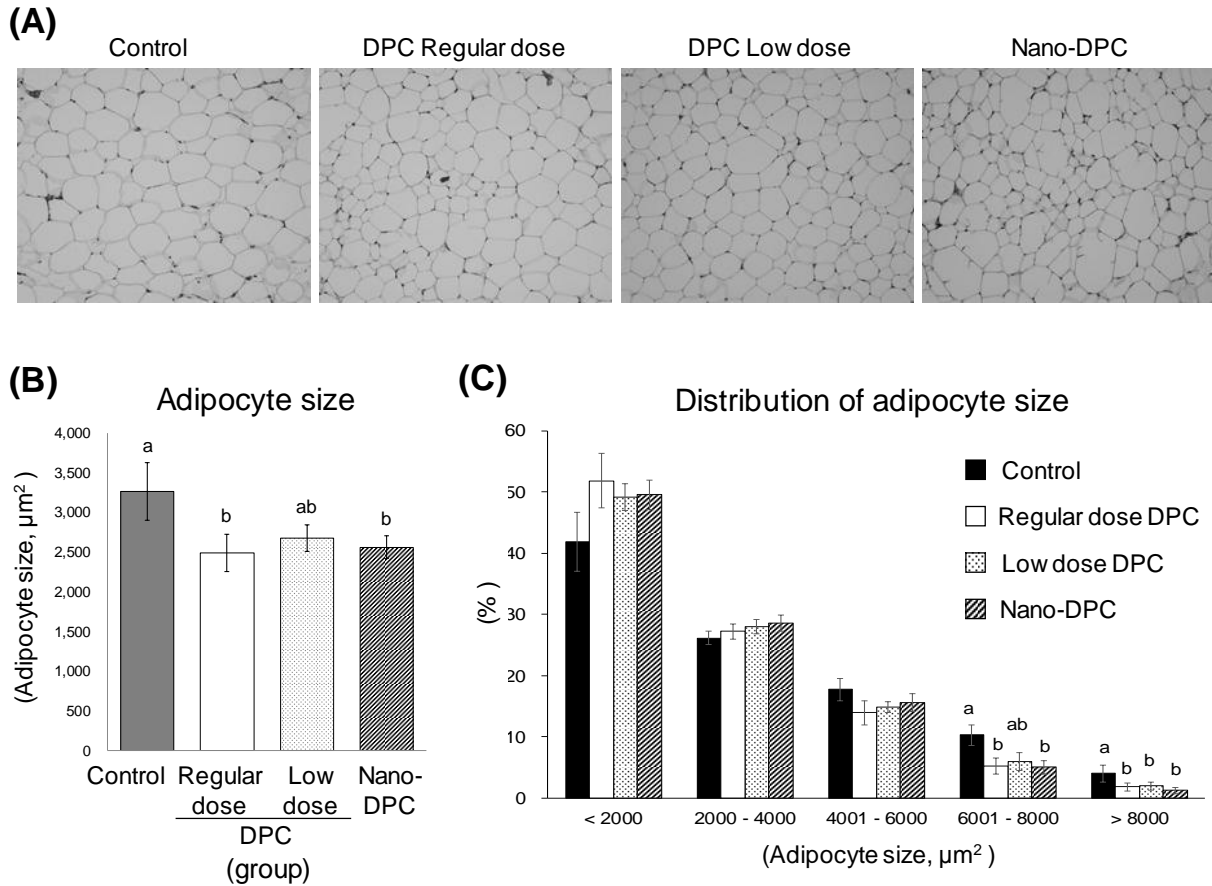 (A)
Control DPC Regular dose DPC Low dose Nano-DPC
(B)
Adipocyte size
(Adipocyte size, µm²)
4,000
3,500
3,000
2,500
2,000
1,500
1,000
500
0
a b ab b
Control Regular dose Low dose Nano-DPC
DPC
(group)
(C)
Distribution of adipocyte size
(%)
60
50
40
30
20
10
0
Control
Regular dose DPC
Low dose DPC
Nano-DPC
a b ab b a b b b
< 2000 2000 - 4000 4001 - 6000 6001 - 8000 > 8000
(Adipocyte size, µm²)